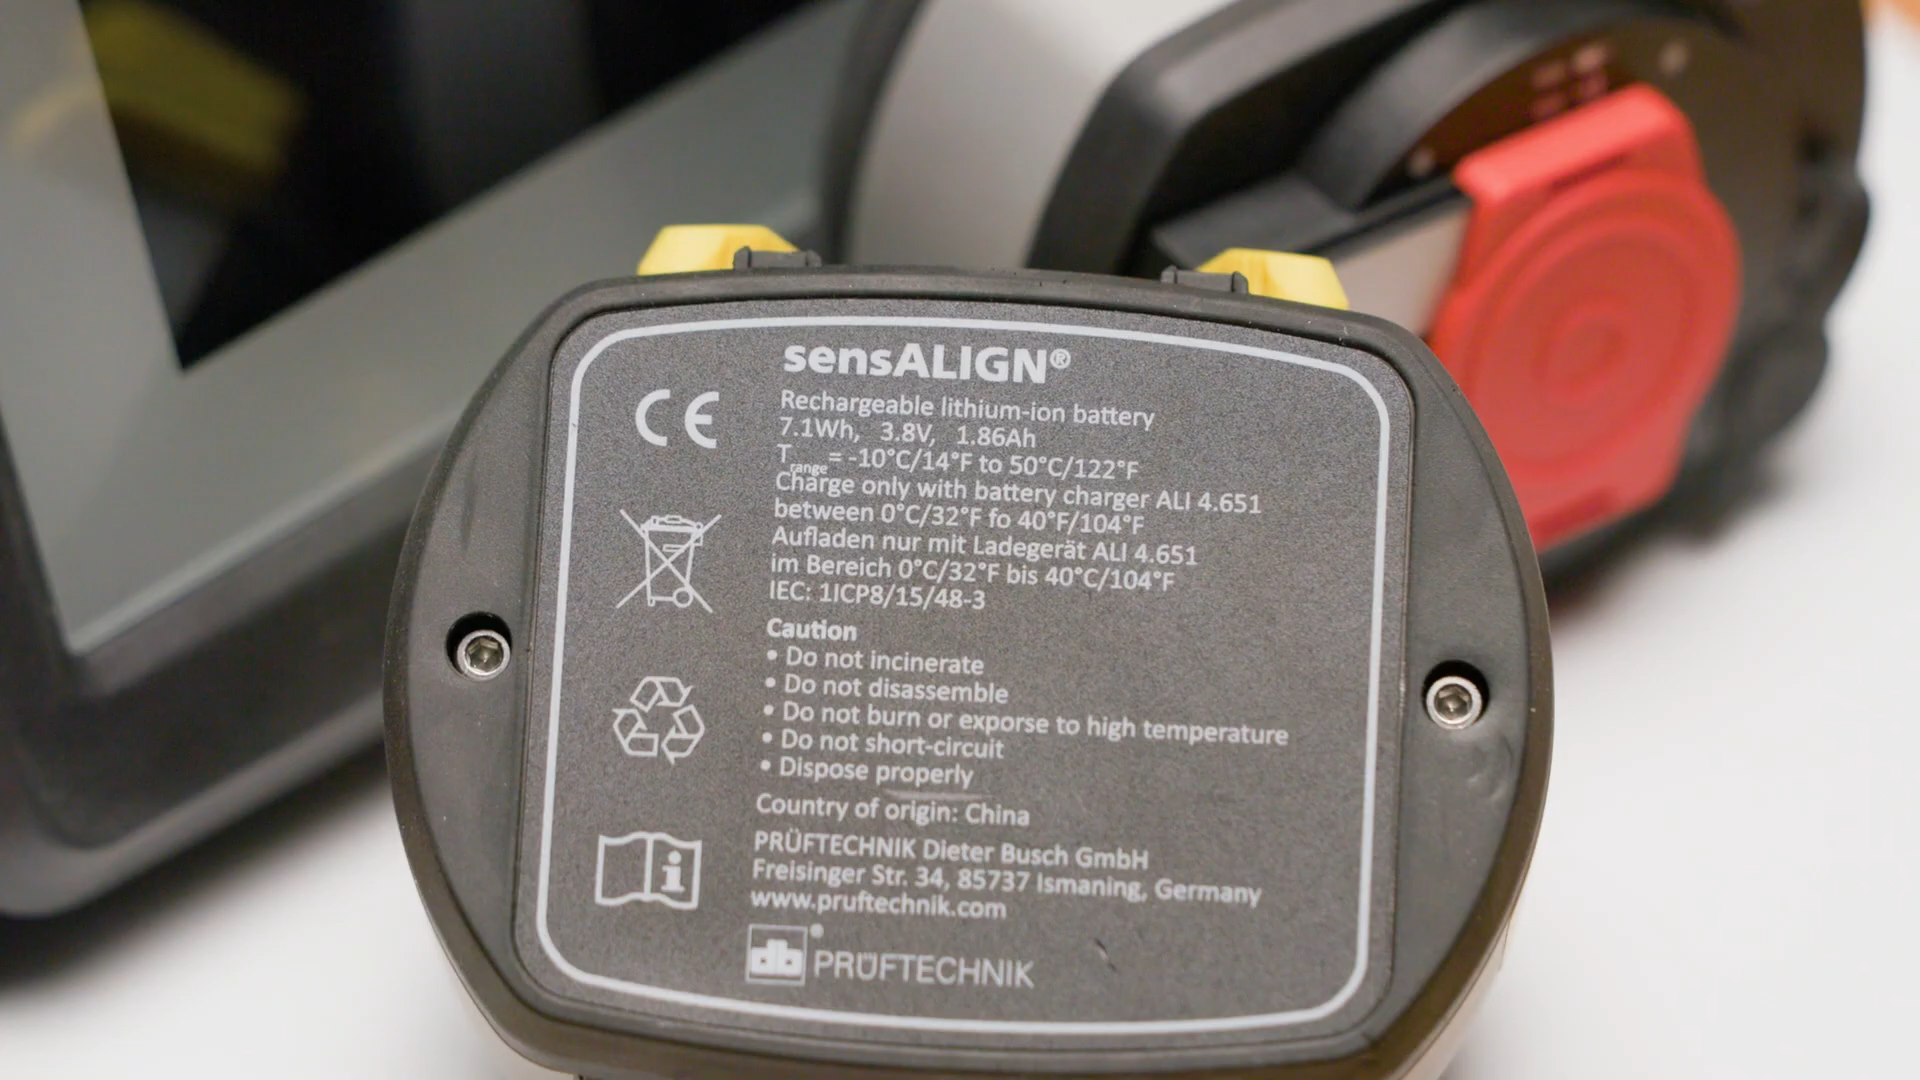 sensALIGN®
CE
Rechargeable lithium-ion battery
7.1Wh, 3.8V, 1.86Ah
Trange = -10°C/14°F to 50°C/122°F
Charge only with battery charger ALI 4.651
between 0°C/32°F fo 40°F/104°F
Aufladen nur mit Ladegerät ALI 4.651
im Bereich 0°C/32°F bis 40°C/104°F
IEC: 1ICP8/15/48-3
Caution
• Do not incinerate
• Do not disassemble
• Do not burn or exporse to high temperature
• Do not short-circuit
• Dispose properly
Country of origin: China
PRÜFTECHNIK Dieter Busch GmbH
Freisinger Str. 34, 85737 Ismaning, Germany
www.pruftechnik.com
db PRÜFTECHNIK